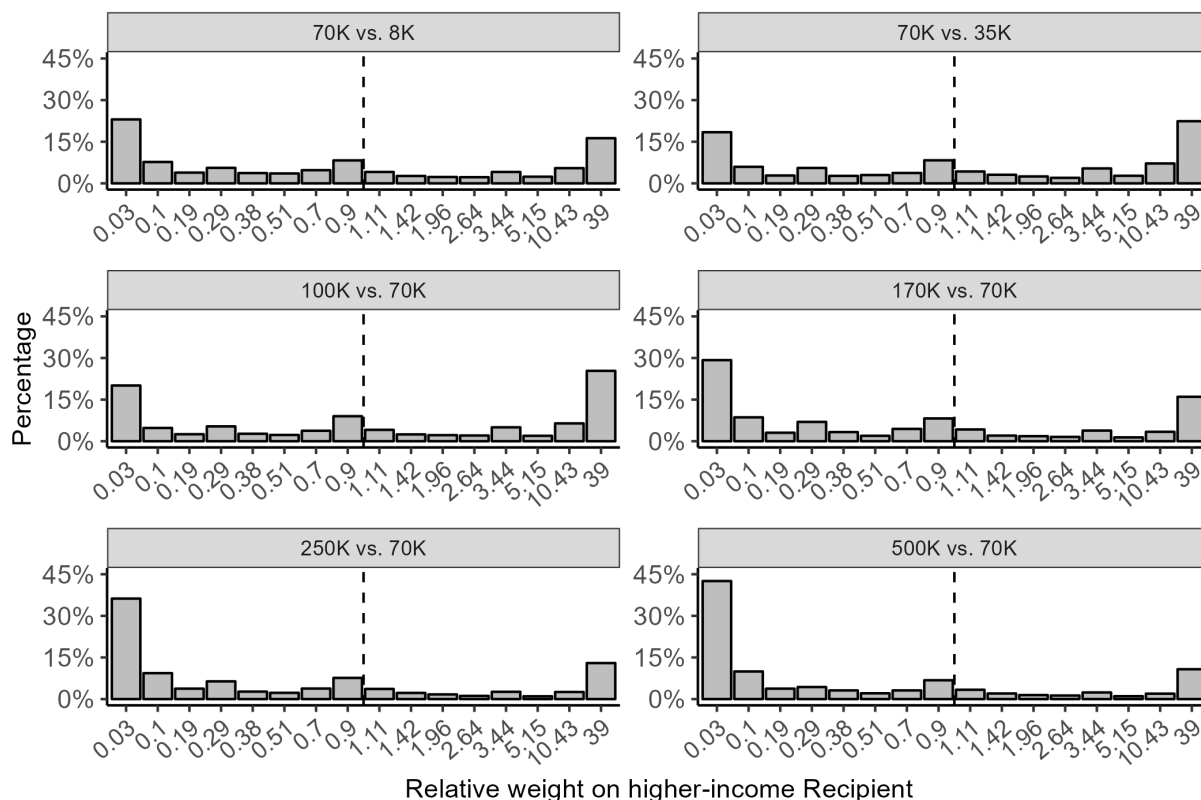 70K vs. 8K
45%
30%
15%
0%
0.03 0.1 0.19 0.29 0.38 0.51 0.7 0.9 1.11 1.42 1.96 2.64 3.44 5.15 10.43 39
70K vs. 35K
45%
30%
15%
0%
0.03 0.1 0.19 0.29 0.38 0.51 0.7 0.9 1.11 1.42 1.96 2.64 3.44 5.15 10.43 39
Percentage
100K vs. 70K
45%
30%
15%
0%
0.03 0.1 0.19 0.29 0.38 0.51 0.7 0.9 1.11 1.42 1.96 2.64 3.44 5.15 10.43 39
170K vs. 70K
45%
30%
15%
0%
0.03 0.1 0.19 0.29 0.38 0.51 0.7 0.9 1.11 1.42 1.96 2.64 3.44 5.15 10.43 39
250K vs. 70K
45%
30%
15%
0%
0.03 0.1 0.19 0.29 0.38 0.51 0.7 0.9 1.11 1.42 1.96 2.64 3.44 5.15 10.43 39
500K vs. 70K
45%
30%
15%
0%
0.03 0.1 0.19 0.29 0.38 0.51 0.7 0.9 1.11 1.42 1.96 2.64 3.44 5.15 10.43 39
Relative weight on higher-income Recipient